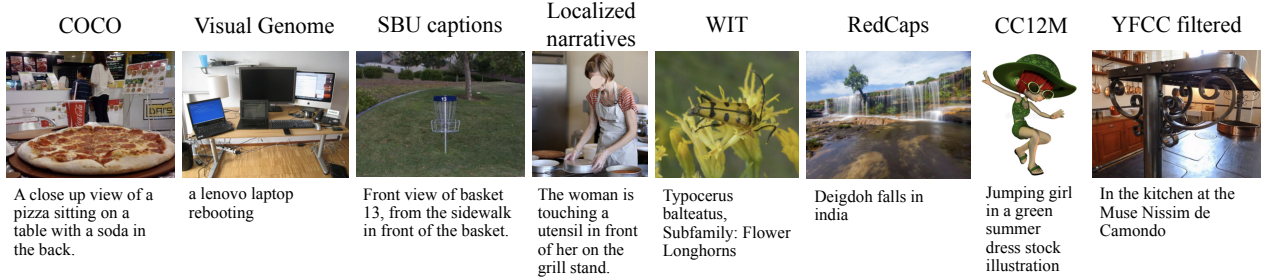 COCO
Visual Genome
SBU captions
Localized
narratives
WIT
RedCaps
CC12M
YFCC filtered
13
A close up view of a
pizza sitting on a
table with a soda in
the back.
a lenovo laptop
rebooting
Front view of basket
13, from the sidewalk
in front of the basket.
The woman is
touching a
utensil in front
of her on the
grill stand.
Typocerus
balteatus,
Subfamily: Flower
Longhorns
Deigdoh falls in
india
Jumping girl
in a green
summer
dress stock
illustration
In the kitchen at the
Muse Nissim de
Camondo